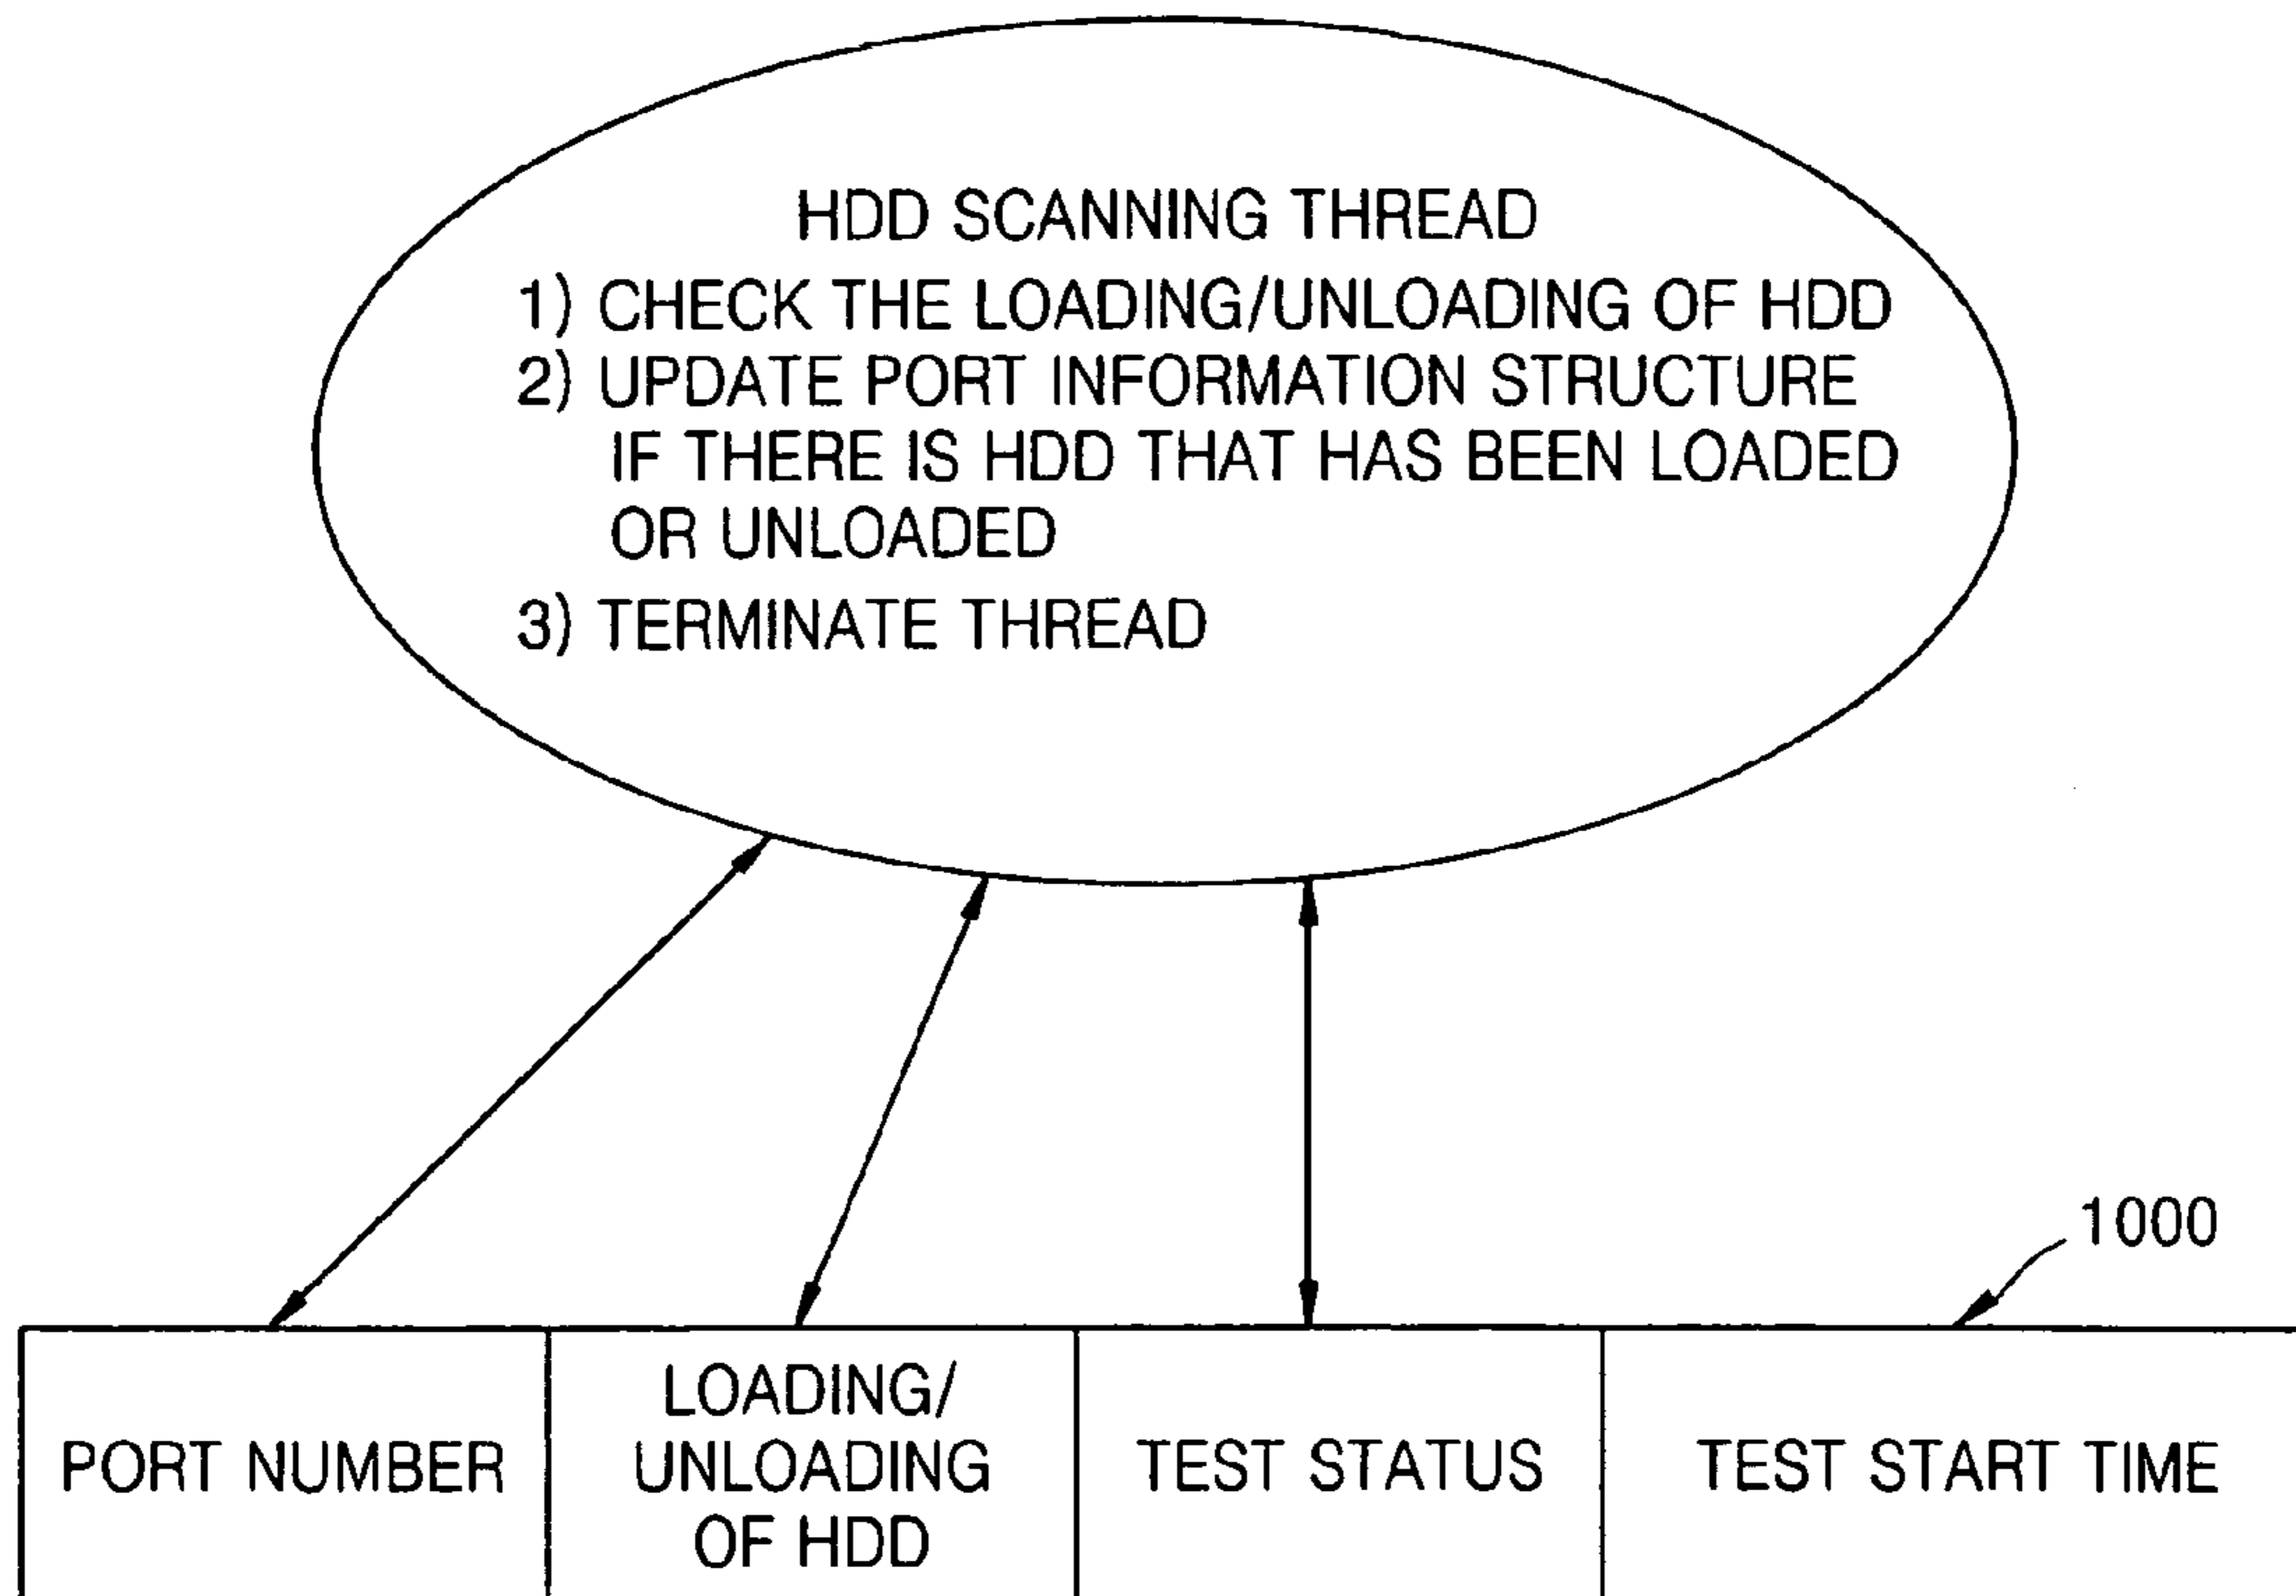 HDD SCANNING THREAD
1) CHECK THE LOADING/UNLOADING OF HDD
2) UPDATE PORT INFORMATION STRUCTURE
IF THERE IS HDD THAT HAS BEEN LOADED
OR UNLOADED
3) TERMINATE THREAD
1000
PORT NUMBER
LOADING/
UNLOADING
OF HDD
TEST STATUS
TEST START TIME